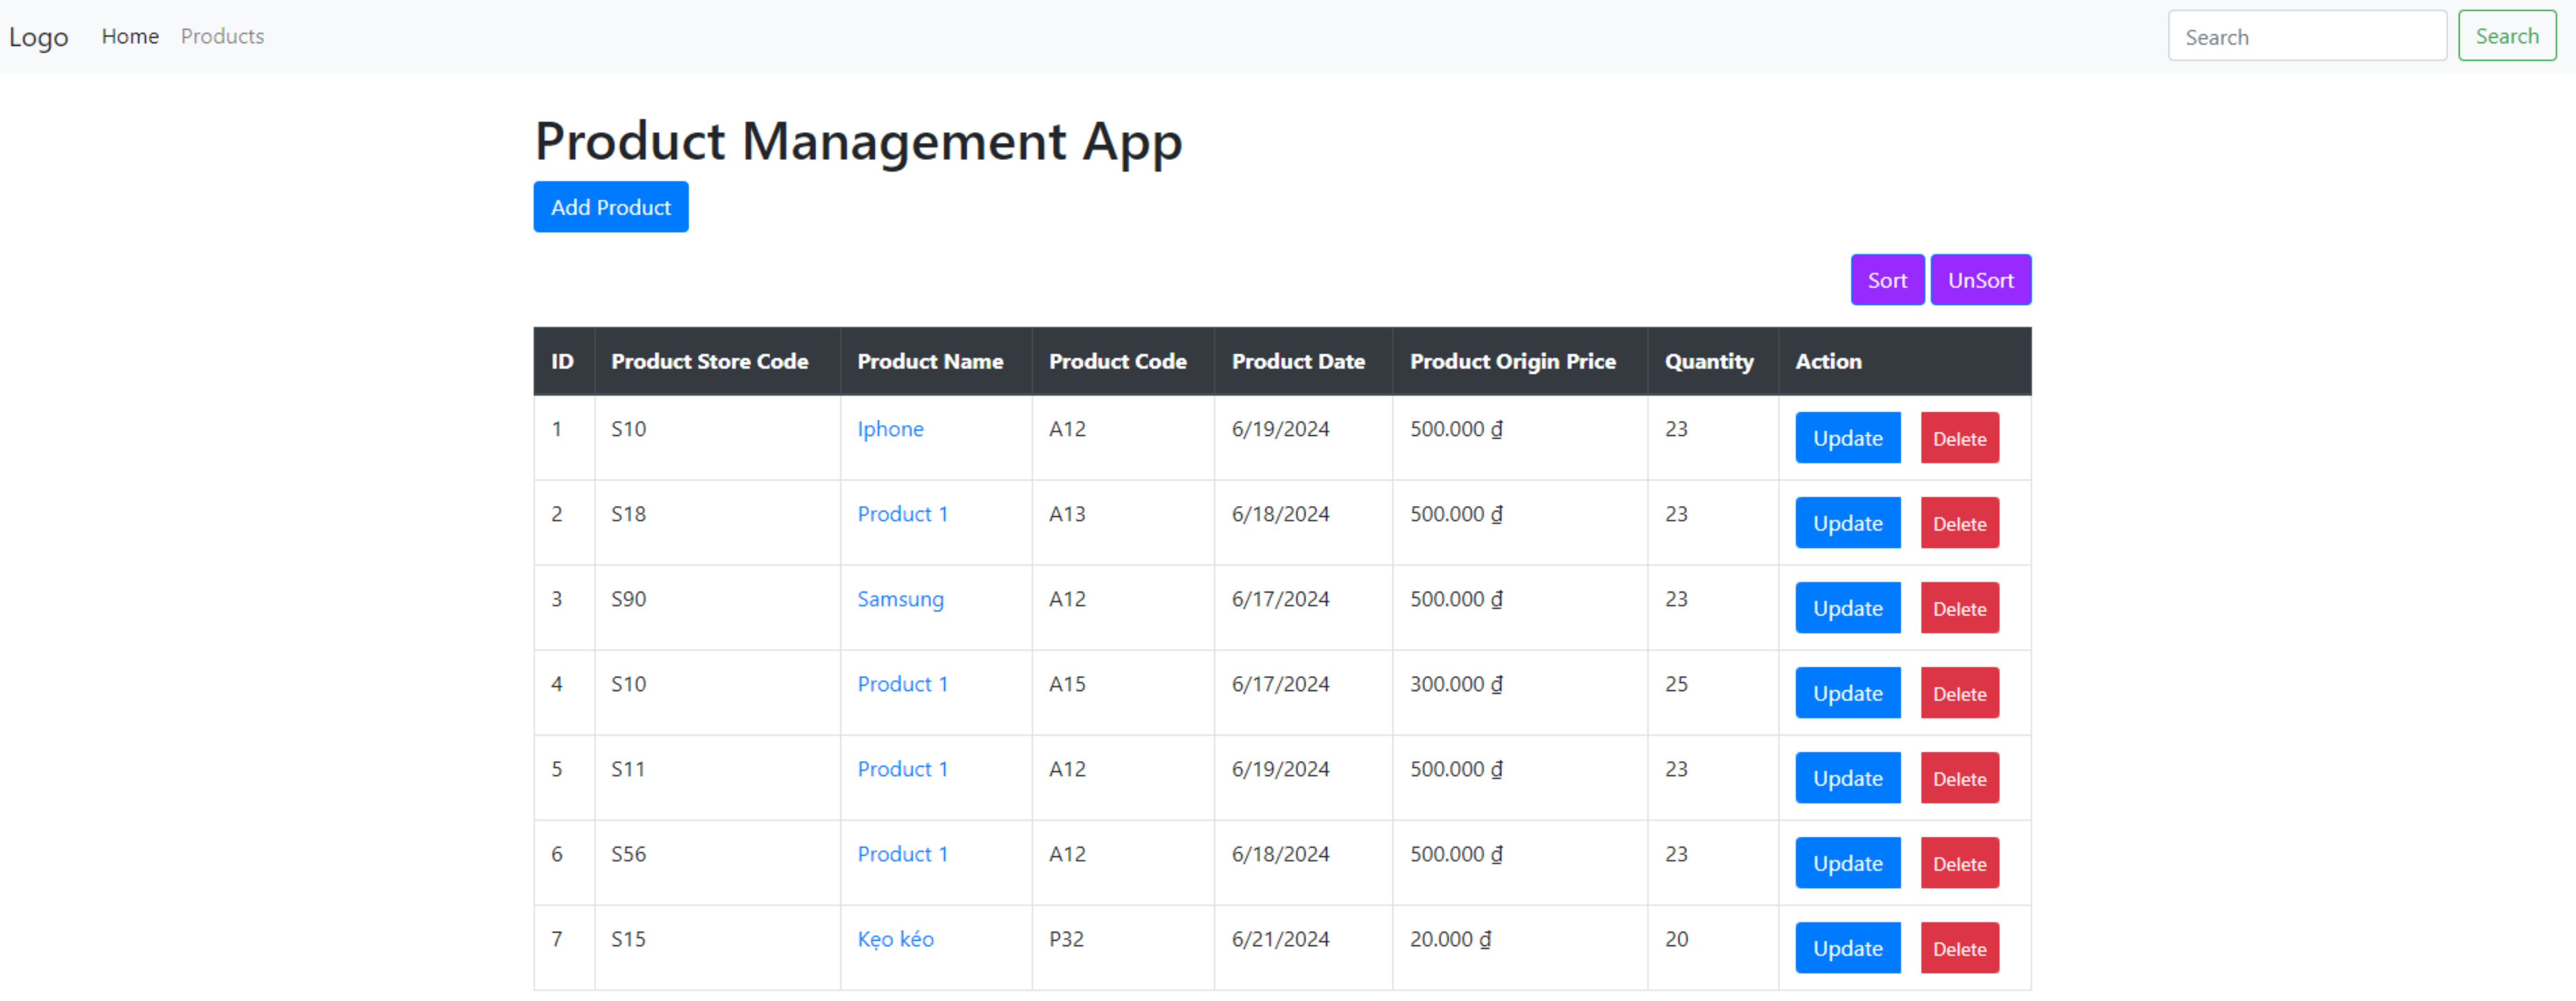 Logo Home Products Search Search
Product Management App
Add Product
Sort UnSort
ID Product Store Code Product Name Product Code Product Date Product Origin Price Quantity Action
1 S10 Iphone A12 6/19/2024 500.000 ₫ 23 Update Delete
2 S18 Product 1 A13 6/18/2024 500.000 ₫ 23 Update Delete
3 S90 Samsung A12 6/17/2024 500.000 ₫ 23 Update Delete
4 S10 Product 1 A15 6/17/2024 300.000 ₫ 25 Update Delete
5 S11 Product 1 A12 6/19/2024 500.000 ₫ 23 Update Delete
6 S56 Product 1 A12 6/18/2024 500.000 ₫ 23 Update Delete
7 S15 Kẹo kéo P32 6/21/2024 20.000 ₫ 20 Update Delete